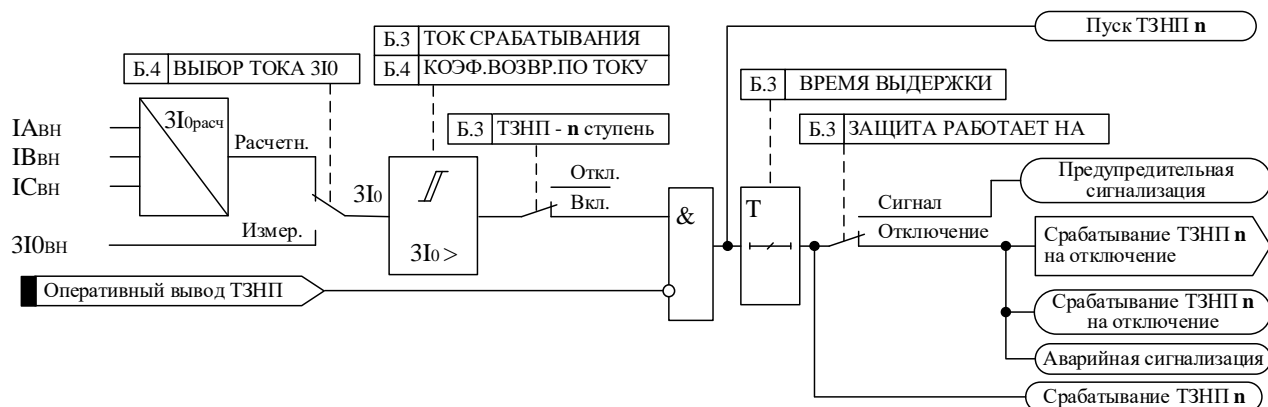 Пуск ТЗНП n
Б.3 ТОК СРАБАТЫВАНИЯ
Б.4 КОЭФ.ВОЗВР.ПО ТОКУ
Б.4 ВЫБОР ТОКА 3I0
Б.3 ВРЕМЯ ВЫДЕРЖКИ
Б.3 ТЗНП - n ступень
Б.3 ЗАЩИТА РАБОТАЕТ НА
3I0расч
IAВН
IBВН
ICВН
3I0ВН
Расчетн.
Измер.
3I0
3I0 >
Откл.
Вкл.
&
T
Сигнал
Отключение
Предупредительная
сигнализация
Срабатывание ТЗНП n
на отключение
Оперативный вывод ТЗНП
Срабатывание ТЗНП n
на отключение
Аварийная сигнализация
Срабатывание ТЗНП n